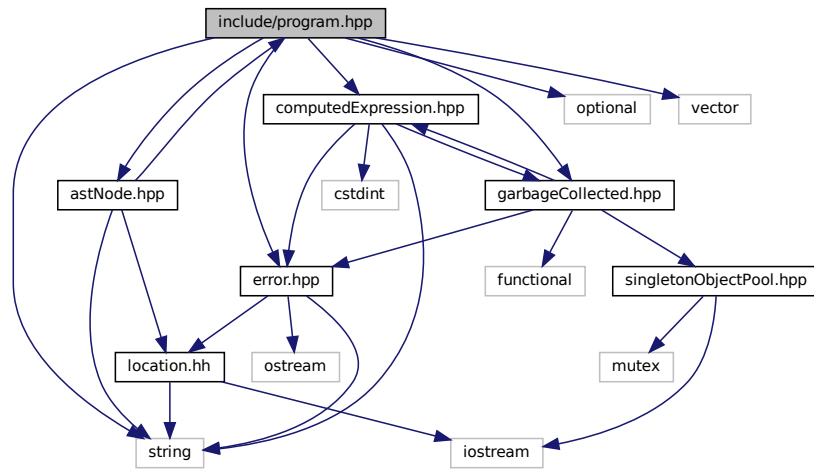 include/program.hpp
computedExpression.hpp
optional
vector
astNode.hpp
cstdint
garbageCollected.hpp
error.hpp
functional
singletonObjectPool.hpp
location.hh
ostream
mutex
string
iostream